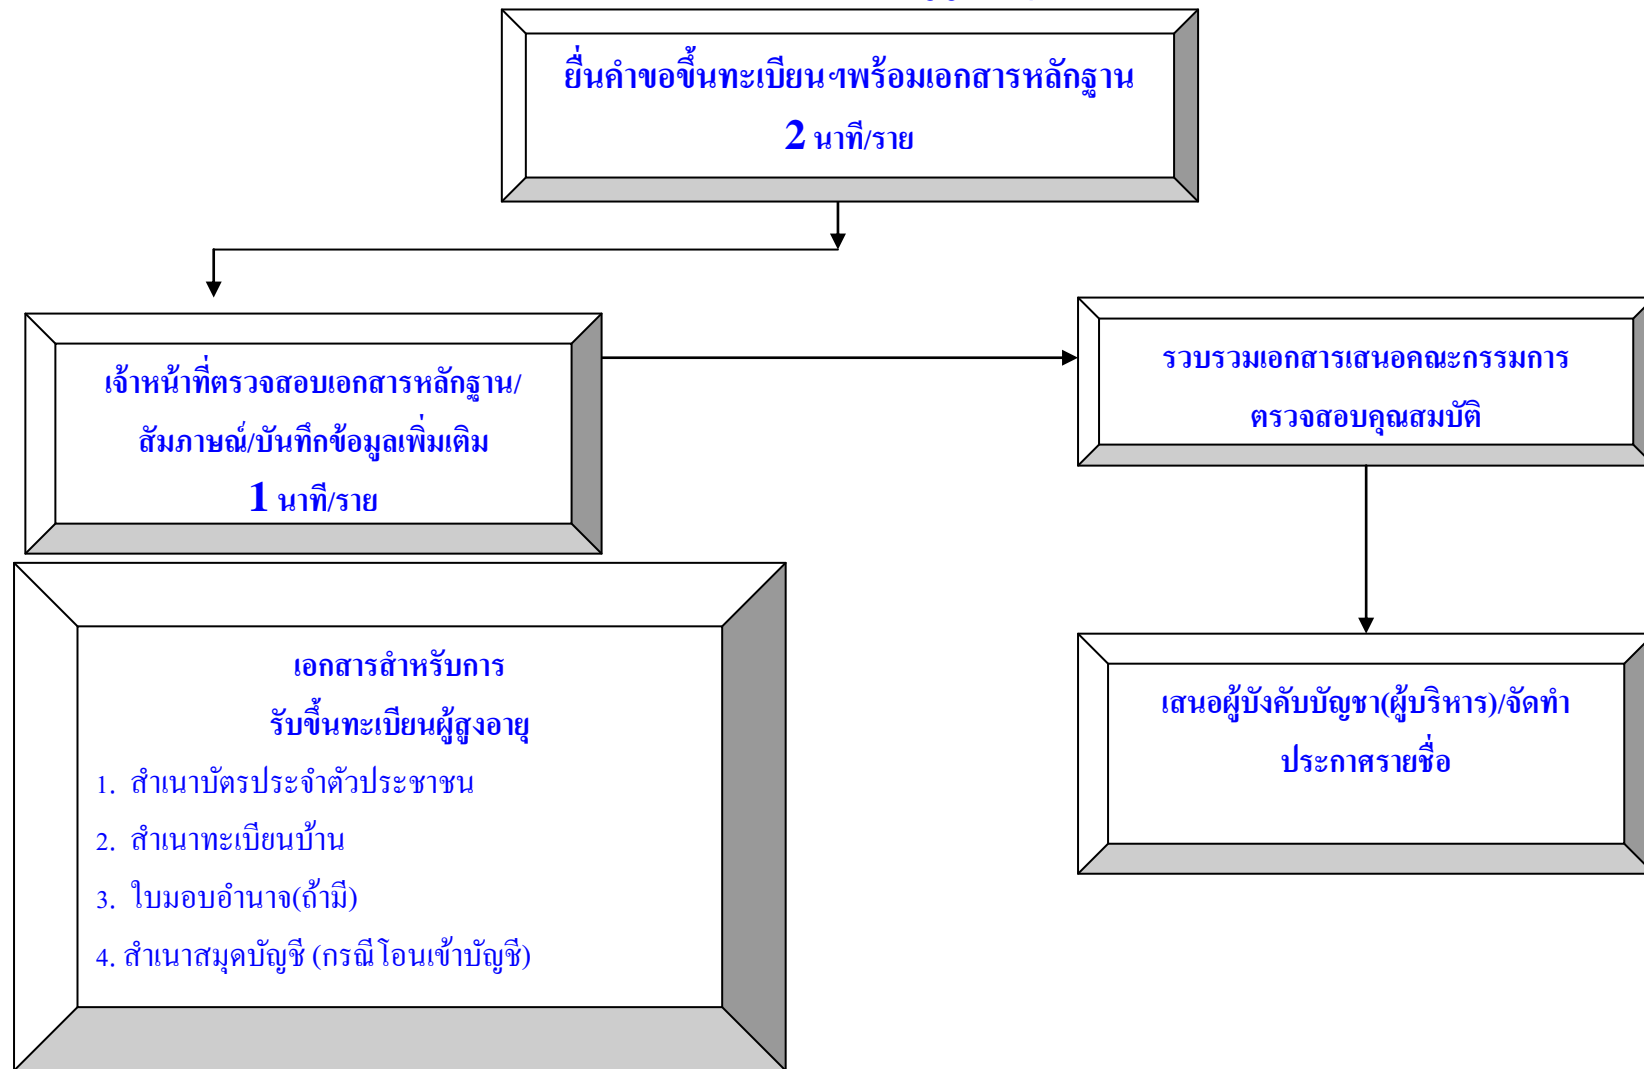 ยื่นคำขอขึ้นทะเบียนฯพร้อมเอกสารหลักฐาน
2 นาที/ราย
เจ้าหน้าที่ตรวจสอบเอกสารหลักฐาน/
สัมภาษณ์/บันทึกข้อมูลเพิ่มเติม
1 นาที/ราย
รวบรวมเอกสารเสนอคณะกรรมการ
ตรวจสอบคุณสมบัติ
เสนอผู้บังคับบัญชา(ผู้บริหาร)/จัดทำ
ประกาศรายชื่อ
เอกสารสำหรับการ
รับขึ้นทะเบียนผู้สูงอายุ
1. สำเนาบัตรประจำตัวประชาชน
2. สำเนาทะเบียนบ้าน
3. ใบมอบอำนาจ(ถ้ามี)
4. สำเนาสมุดบัญชี (กรณีโอนเข้าบัญชี)